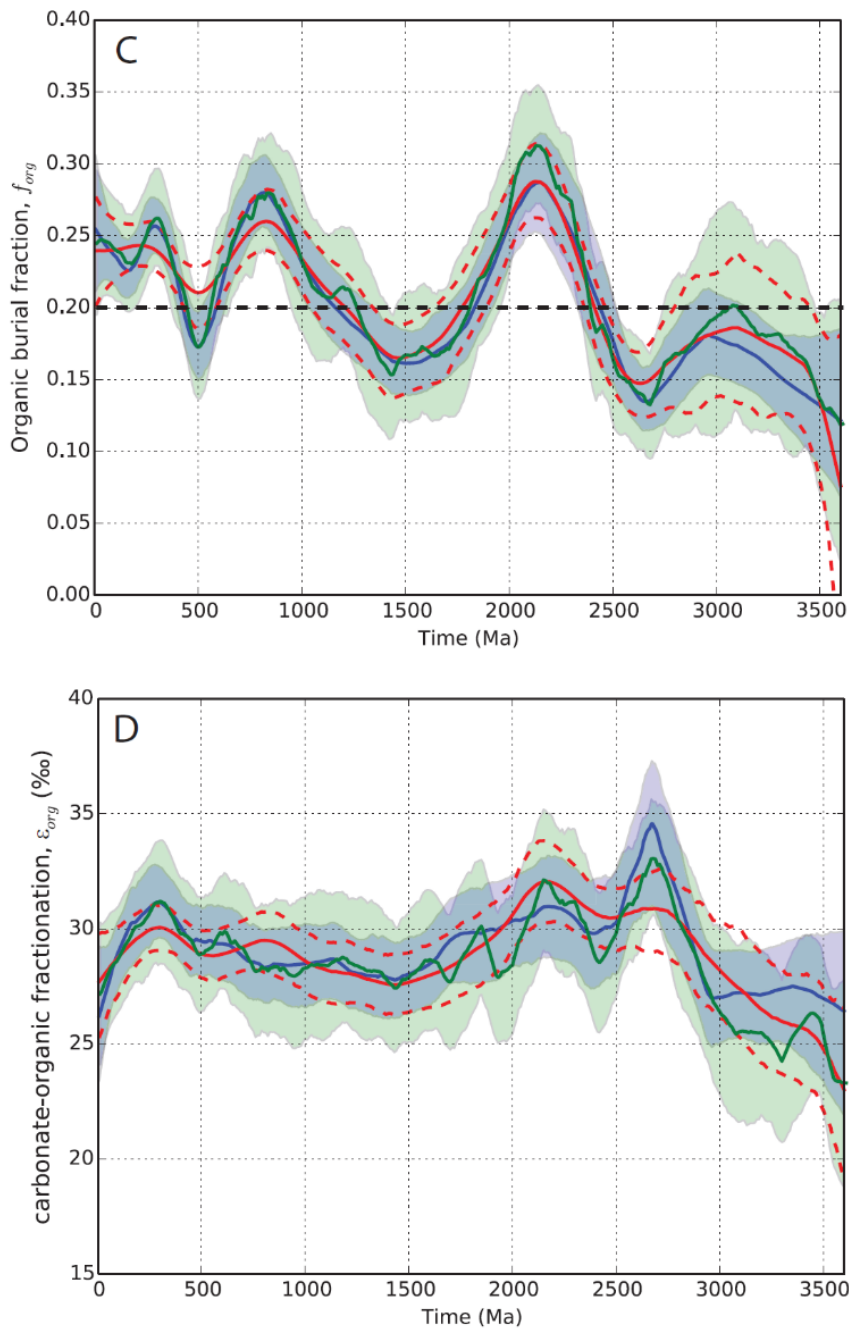 C
0.40
0.35
0.30
0.25
0.20
0.15
0.10
0.05
0.00
Organic burial fraction, f_org
0 500 1000 1500 2000 2500 3000 3500
Time (Ma)
D
40
35
30
25
20
15
carbonate-organic fractionation, ε_org (‰)
0 500 1000 1500 2000 2500 3000 3500
Time (Ma)